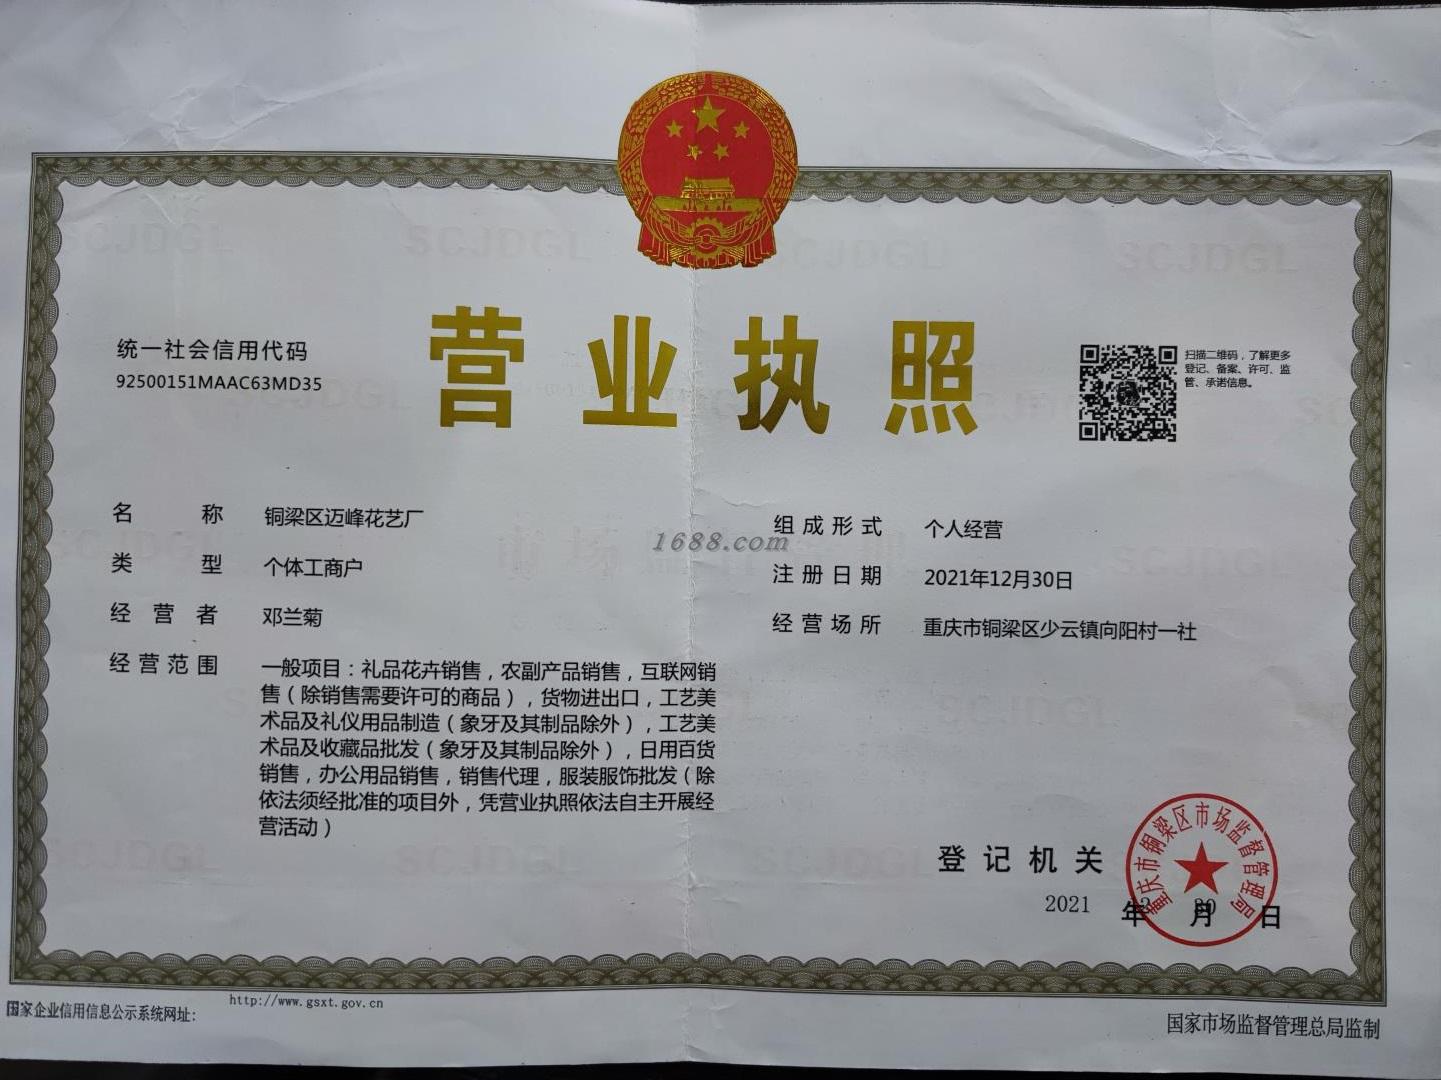 营业执照
统一社会信用代码
92500151MAAC63MD35
扫描二维码，了解更多
登记、备案、许可、监
管、承诺信息。
名称 铜梁区迈峰花艺厂
类型 个体工商户
经营者 邓兰菊
经营范围 一般项目：礼品花卉销售，农副产品销售，互联网销
售（除销售需要许可的商品），货物进出口，工艺美
术品及礼仪用品制造（象牙及其制品除外），工艺美
术品及收藏品批发（象牙及其制品除外），日用百货
销售，办公用品销售，销售代理，服装服饰批发（除
依法须经批准的项目外，凭营业执照依法自主开展经
营活动）
组成形式 个人经营
注册日期 2021年12月30日
经营场所 重庆市铜梁区少云镇向阳村一社
1688.com
SCJDGL
登记机关
重庆市铜梁区市场监督管理局
2021 年 月 30 日
国家企业信用信息公示系统网址：
http://www.gsxt.gov.cn
国家市场监督管理总局监制